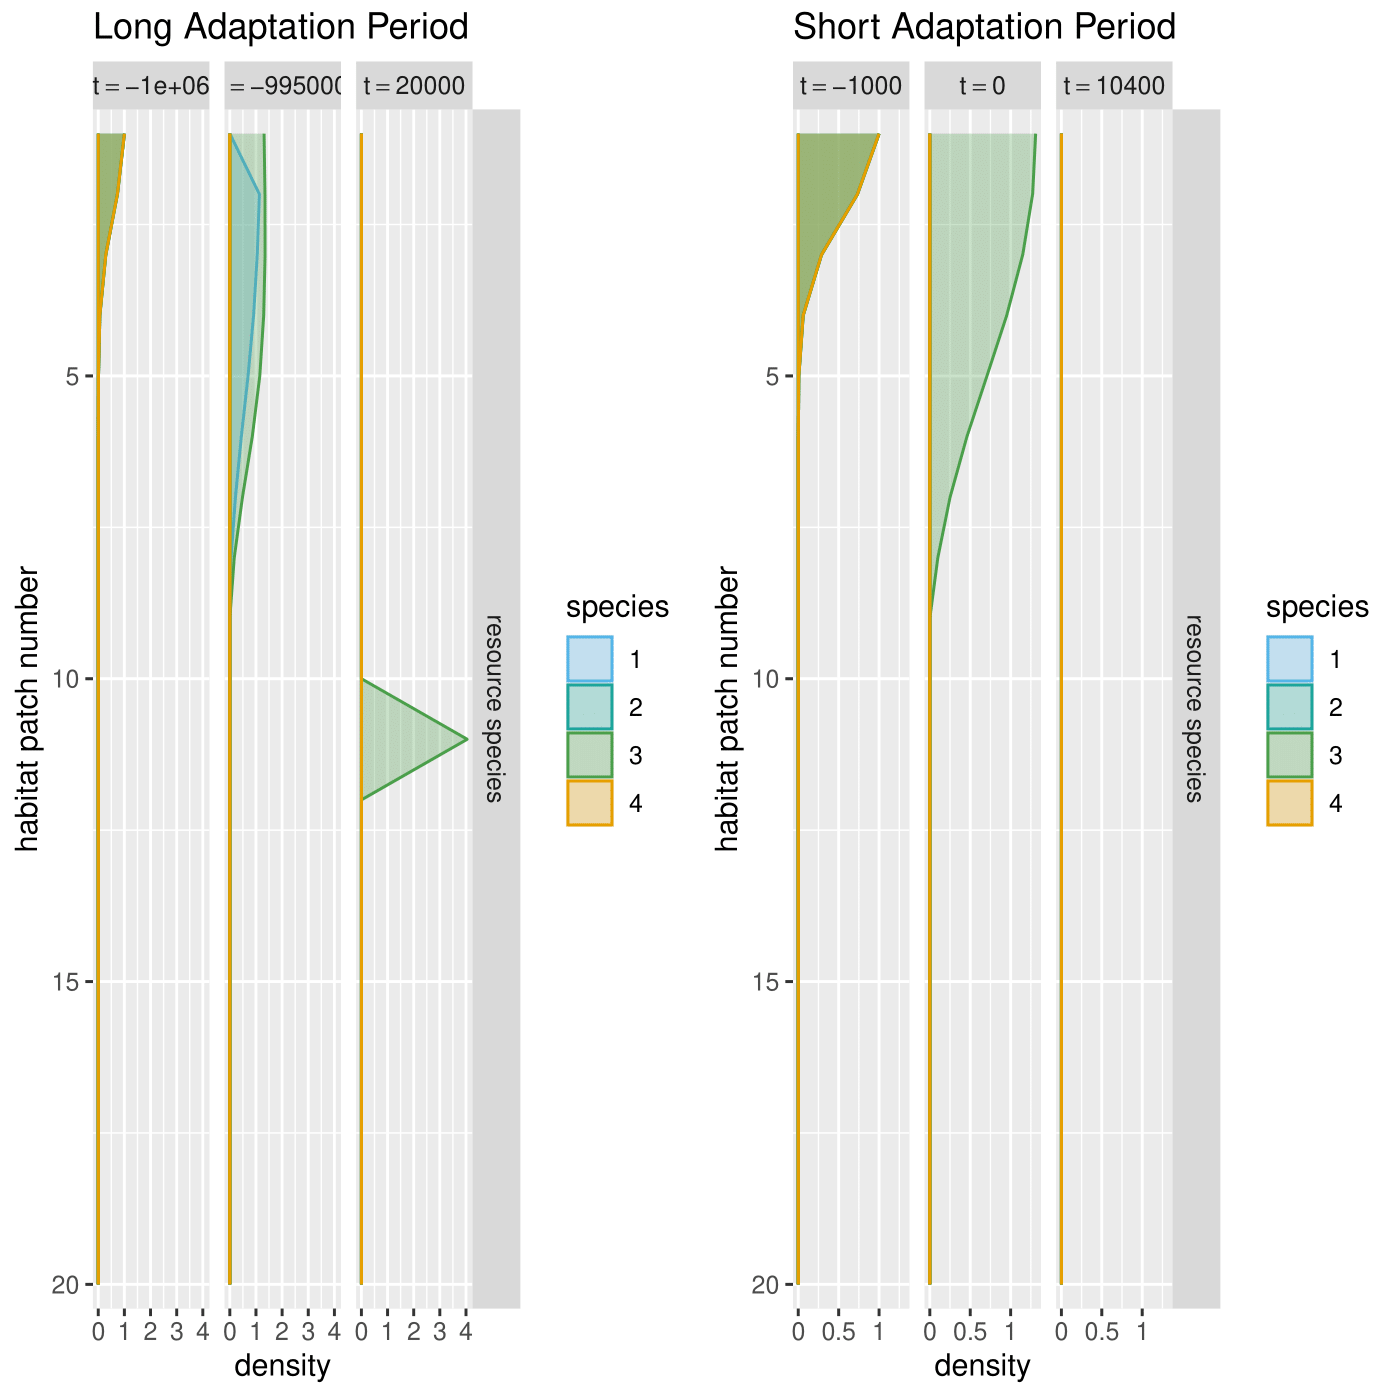 Long Adaptation Period
t = −1e+06
= −995000
t = 20000
5
10
15
20
0 1 2 3 4
0 1 2 3 4
0 1 2 3 4
density
habitat patch number
resource species
species
1
2
3
4
Short Adaptation Period
t = −1000
t = 0
t = 10400
5
10
15
20
0 0.5 1
0 0.5 1
0 0.5 1
density
habitat patch number
resource species
species
1
2
3
4